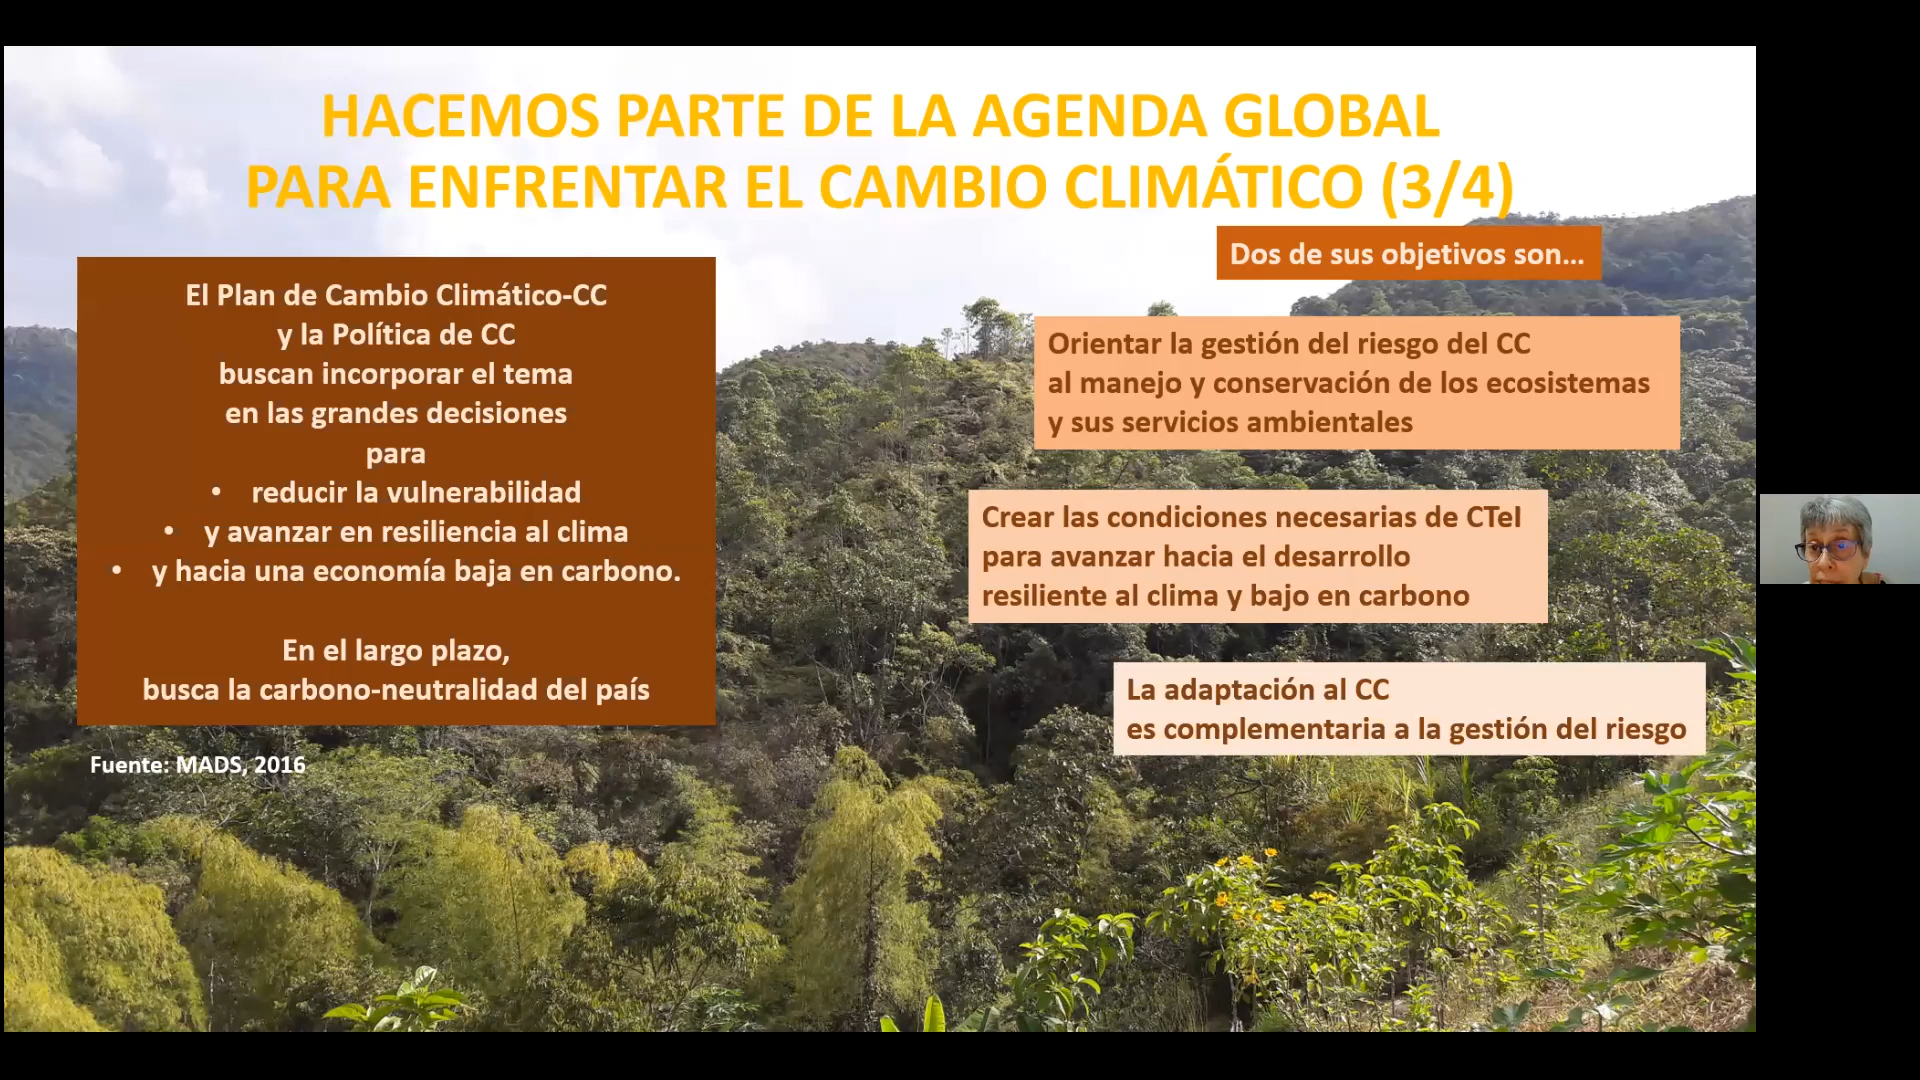 HACEMOS PARTE DE LA AGENDA GLOBAL
PARA ENFRENTAR EL CAMBIO CLIMÁTICO (3/4)
El Plan de Cambio Climático-CC
y la Política de CC
buscan incorporar el tema
en las grandes decisiones
para
• reducir la vulnerabilidad
• y avanzar en resiliencia al clima
• y hacia una economía baja en carbono.
En el largo plazo,
busca la carbono-neutralidad del país
Fuente: MADS, 2016
Dos de sus objetivos son...
Orientar la gestión del riesgo del CC
al manejo y conservación de los ecosistemas
y sus servicios ambientales
Crear las condiciones necesarias de CTeI
para avanzar hacia el desarrollo
resiliente al clima y bajo en carbono
La adaptación al CC
es complementaria a la gestión del riesgo